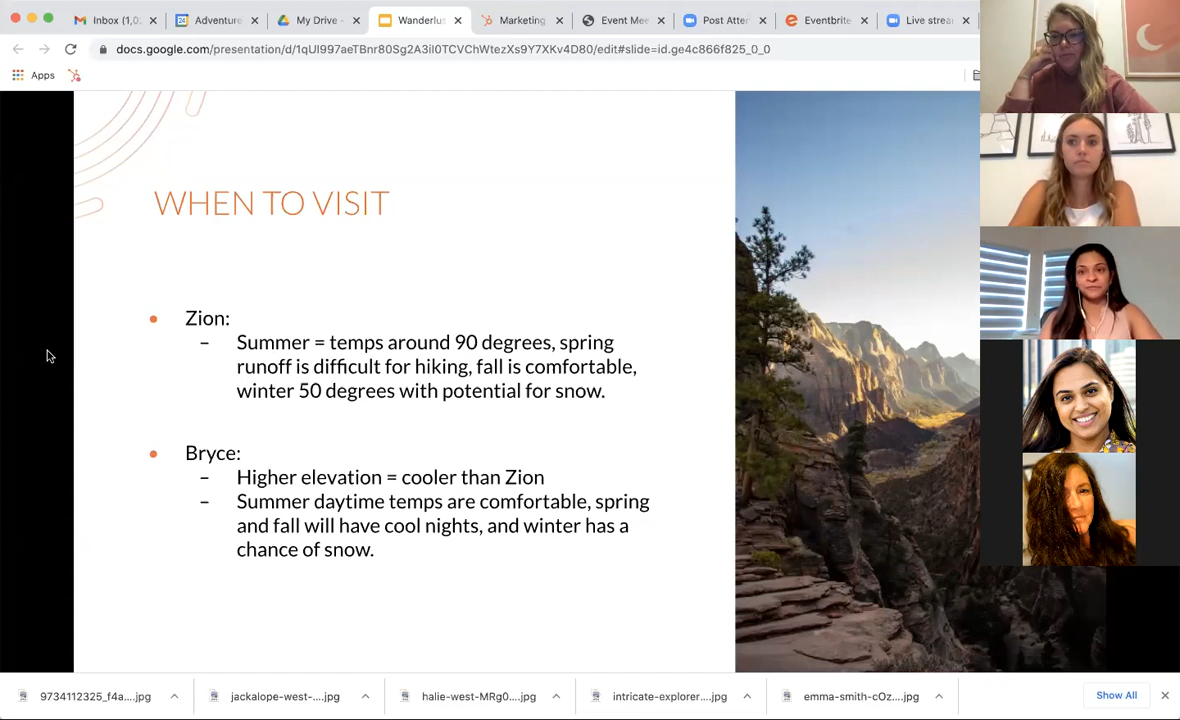 Inbox (1,0
24
Adventure
My Drive -
Wanderlus
Marketing
Event Mee
Post Atter
Eventbrite
Live strea
docs.google.com/presentation/d/1qUl997aeTBnr80Sg2A3il0TCVChWtezXs9Y7XKv4D80/edit#slide=id.ge4c866f825_0_0
Apps
WHEN TO VISIT
• Zion:
– Summer = temps around 90 degrees, spring
runoff is difficult for hiking, fall is comfortable,
winter 50 degrees with potential for snow.
• Bryce:
– Higher elevation = cooler than Zion
– Summer daytime temps are comfortable, spring
and fall will have cool nights, and winter has a
chance of snow.
9734112325_f4a....jpg
jackalope-west-....jpg
halie-west-MRg0....jpg
intricate-explorer....jpg
emma-smith-cOz....jpg
Show All